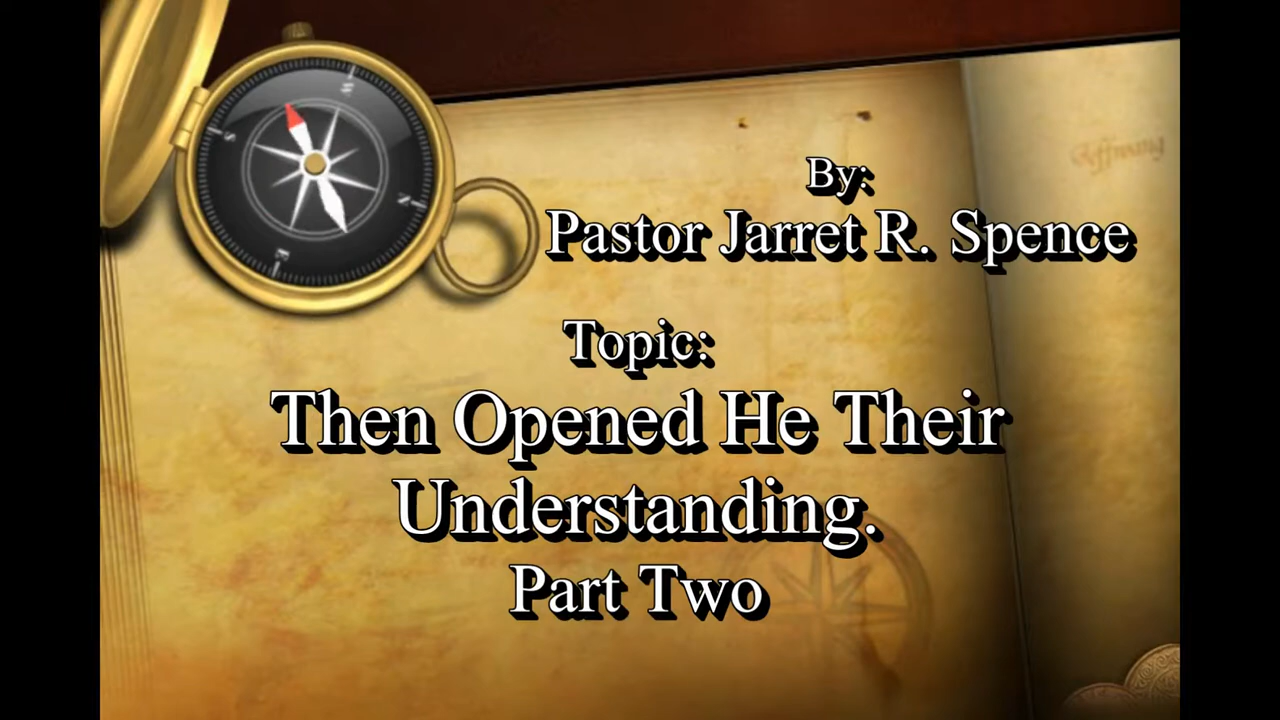 By:
Pastor Jarret R. Spence
Topic:
Then Opened He Their
Understanding.
Part Two